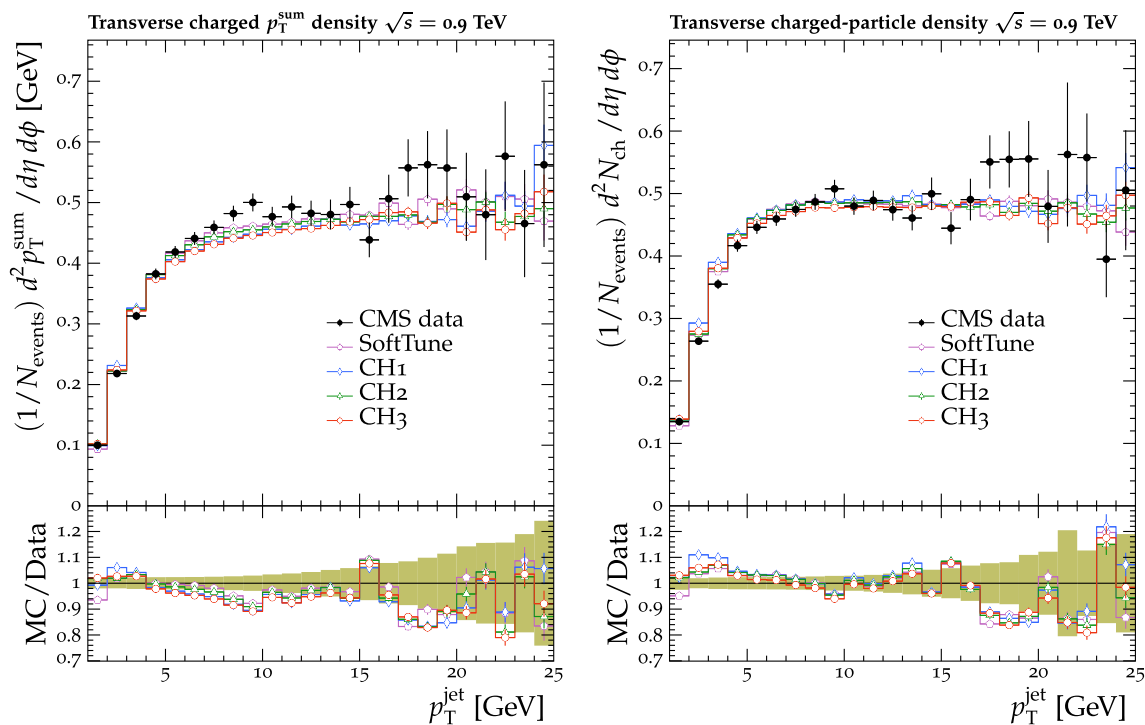 Transverse charged p_T^sum density √s = 0.9 TeV
(1/N_events) d²p_T^sum / dη dϕ [GeV]
0.7
0.6
0.5
0.4
0.3
0.2
0.1
0
CMS data
SoftTune
CH1
CH2
CH3
MC/Data
1.2
1.1
1
0.9
0.8
0.7
5 10 15 20 25
p_T^jet [GeV]
Transverse charged-particle density √s = 0.9 TeV
(1/N_events) d²N_ch / dη dϕ
0.7
0.6
0.5
0.4
0.3
0.2
0.1
0
CMS data
SoftTune
CH1
CH2
CH3
MC/Data
1.2
1.1
1
0.9
0.8
0.7
5 10 15 20 25
p_T^jet [GeV]